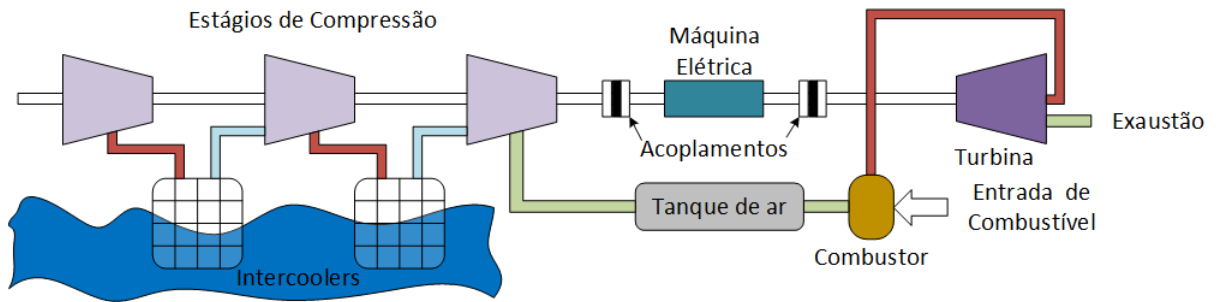 Estágios de Compressão
Máquina
Elétrica
Acoplamentos
Exaustão
Turbina
Tanque de ar
Entrada de
Combustível
Combustor
Intercoolers